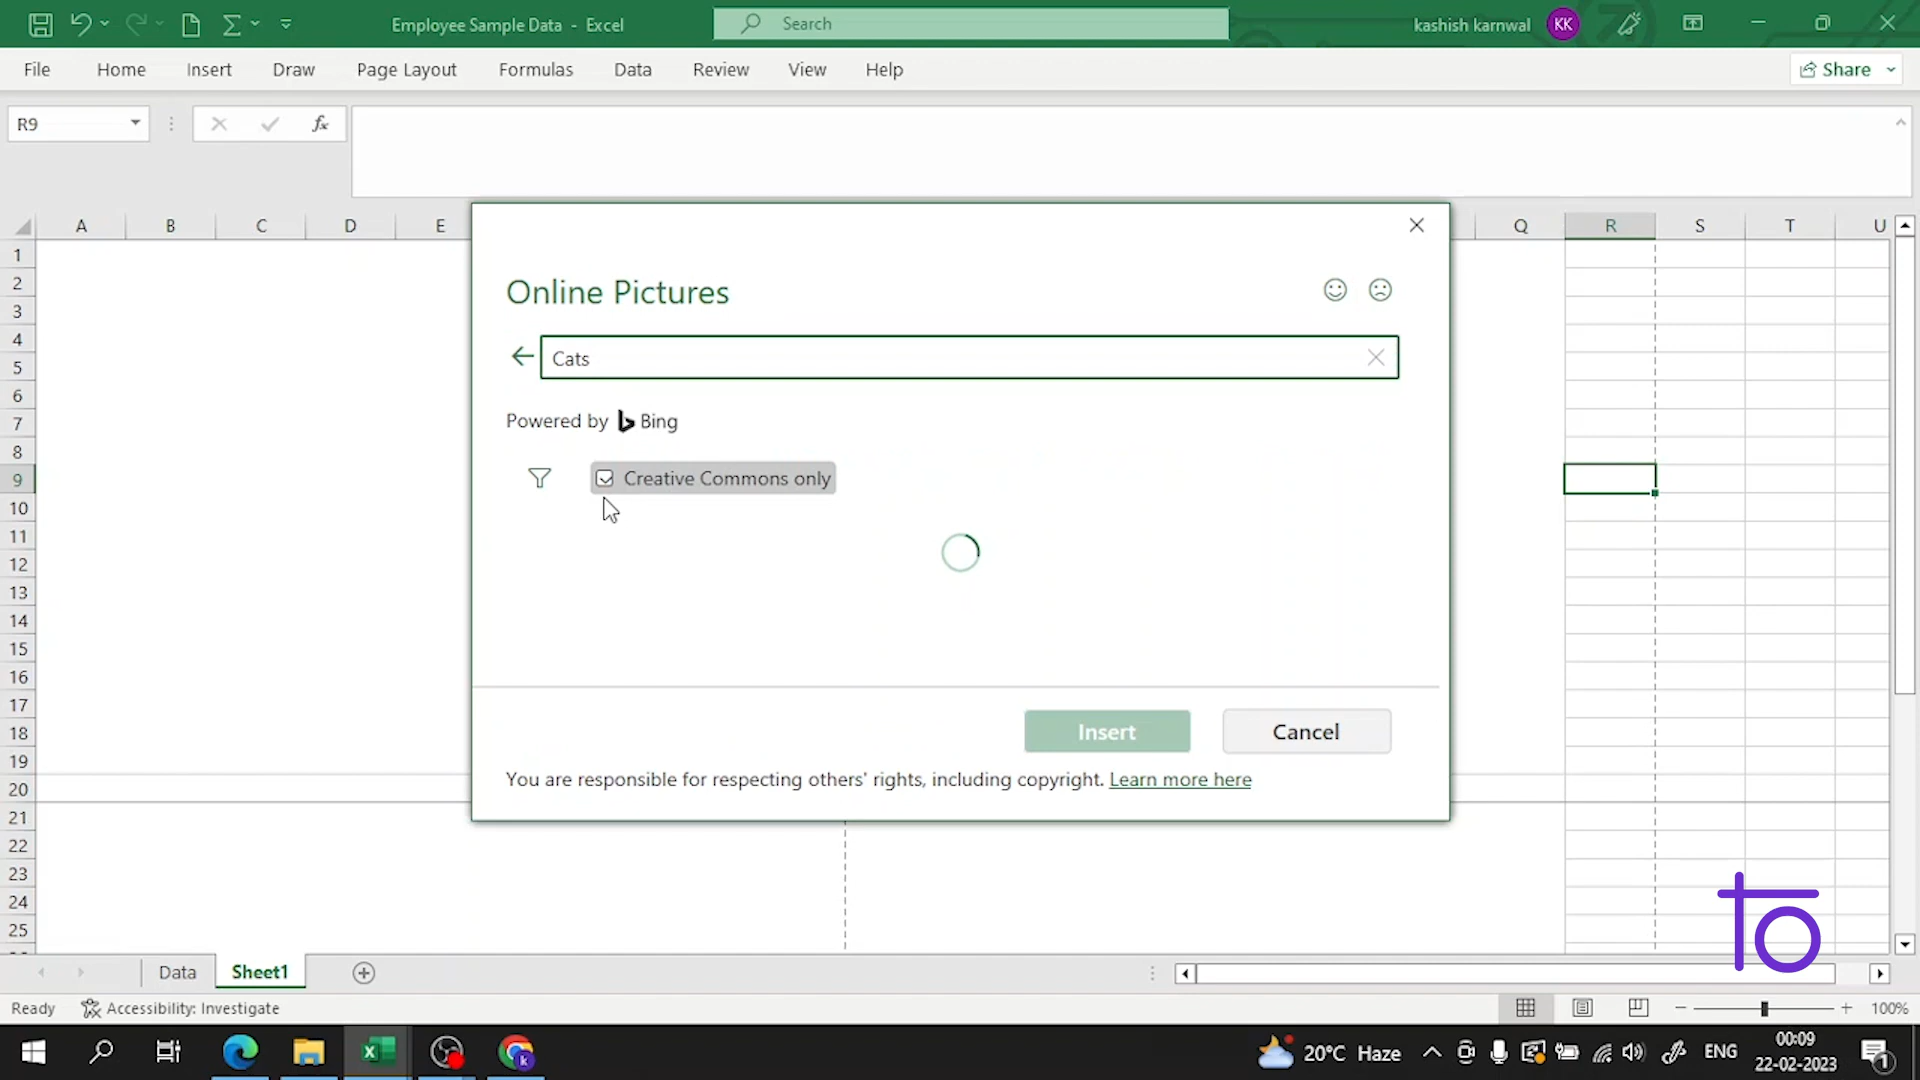 Employee Sample Data - Excel
Search
kashish karnwal KK
File Home Insert Draw Page Layout Formulas Data Review View Help
Share
R9
fx
A B C D E Q R S T U
1
2
3
4
5
6
7
8
9
10
11
12
13
14
15
16
17
18
19
20
21
22
23
24
25
Online Pictures
Cats
Powered by Bing
Creative Commons only
Insert Cancel
You are responsible for respecting others' rights, including copyright. Learn more here
to
Data Sheet1
Ready Accessibility: Investigate
100%
20°C Haze
ENG
00:09
22-02-2023
1